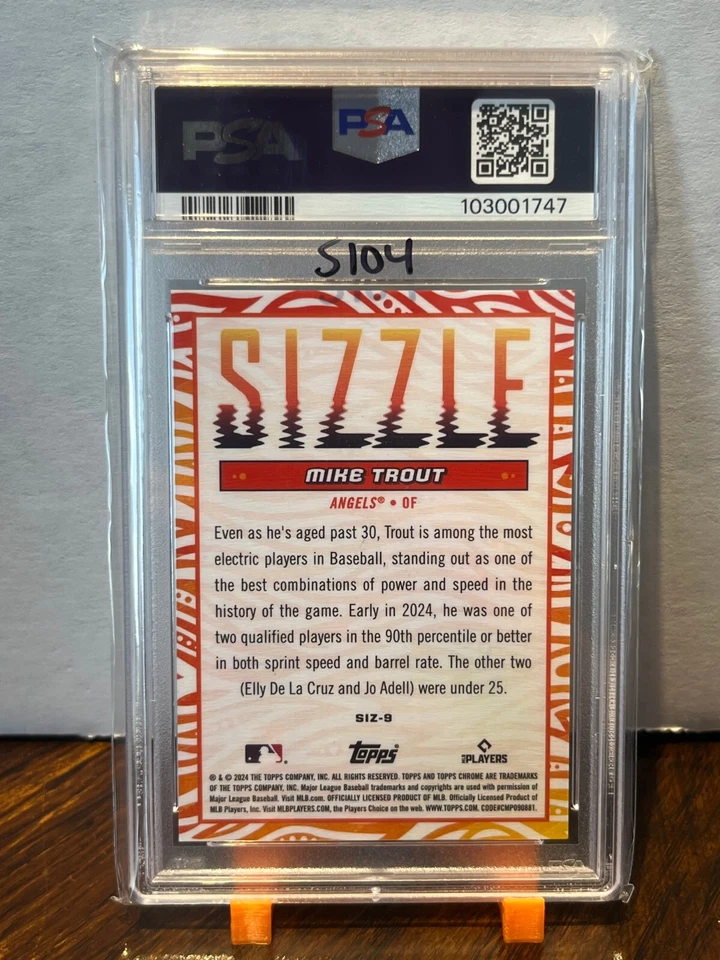 PSA
PSA
103001747
5104
SIZZLE
MIKE TROUT
ANGELS® • OF
Even as he's aged past 30, Trout is among the most
electric players in Baseball, standing out as one of
the best combinations of power and speed in the
history of the game. Early in 2024, he was one of
two qualified players in the 90th percentile or better
in both sprint speed and barrel rate. The other two
(Elly De La Cruz and Jo Adell) were under 25.
SIZ-9
topps
PLAYERS
® & © 2024 THE TOPPS COMPANY, INC. ALL RIGHTS RESERVED. TOPPS AND TOPPS CHROME ARE TRADEMARKS
OF THE TOPPS COMPANY, INC. Major League Baseball trademarks and copyrights are used with permission of
Major League Baseball. Visit MLB.com. OFFICIALLY LICENSED PRODUCT OF MLB. Officially Licensed Product of
MLB Players, Inc. Visit MLBPLAYERS.COM, the Players Choice on the web. WWW.TOPPS.COM. CODE#CMP090881.